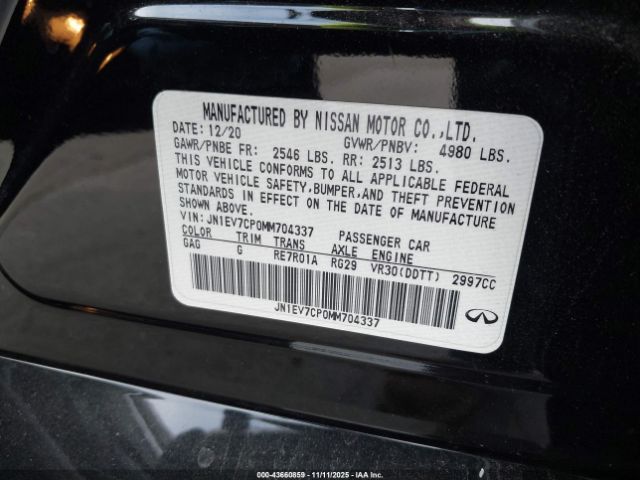 MANUFACTURED BY NISSAN MOTOR CO.,LTD.
DATE: 12/20 GVWR/PNBV: 4980 LBS.
GAWR/PNBE FR: 2546 LBS. RR: 2513 LBS.
THIS VEHICLE CONFORMS TO ALL APPLICABLE FEDERAL
MOTOR VEHICLE SAFETY, BUMPER, AND THEFT PREVENTION
STANDARDS IN EFFECT ON THE DATE OF MANUFACTURE
SHOWN ABOVE.
VIN: JN1EV7CP0MM704337 PASSENGER CAR
COLOR TRIM TRANS AXLE ENGINE
GAG G RE7R01A RG29 VR30(DDTT) 2997CC
JN1EV7CP0MM704337
000-43660859 - 11/11/2025 - IAAI.com